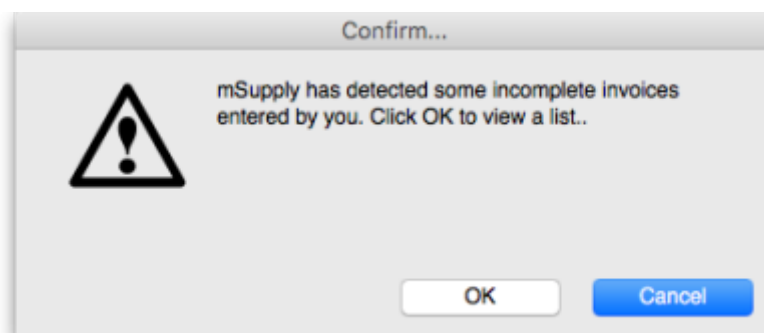 Confirm...
mSupply has detected some incomplete invoices
entered by you. Click OK to view a list..
OK
Cancel